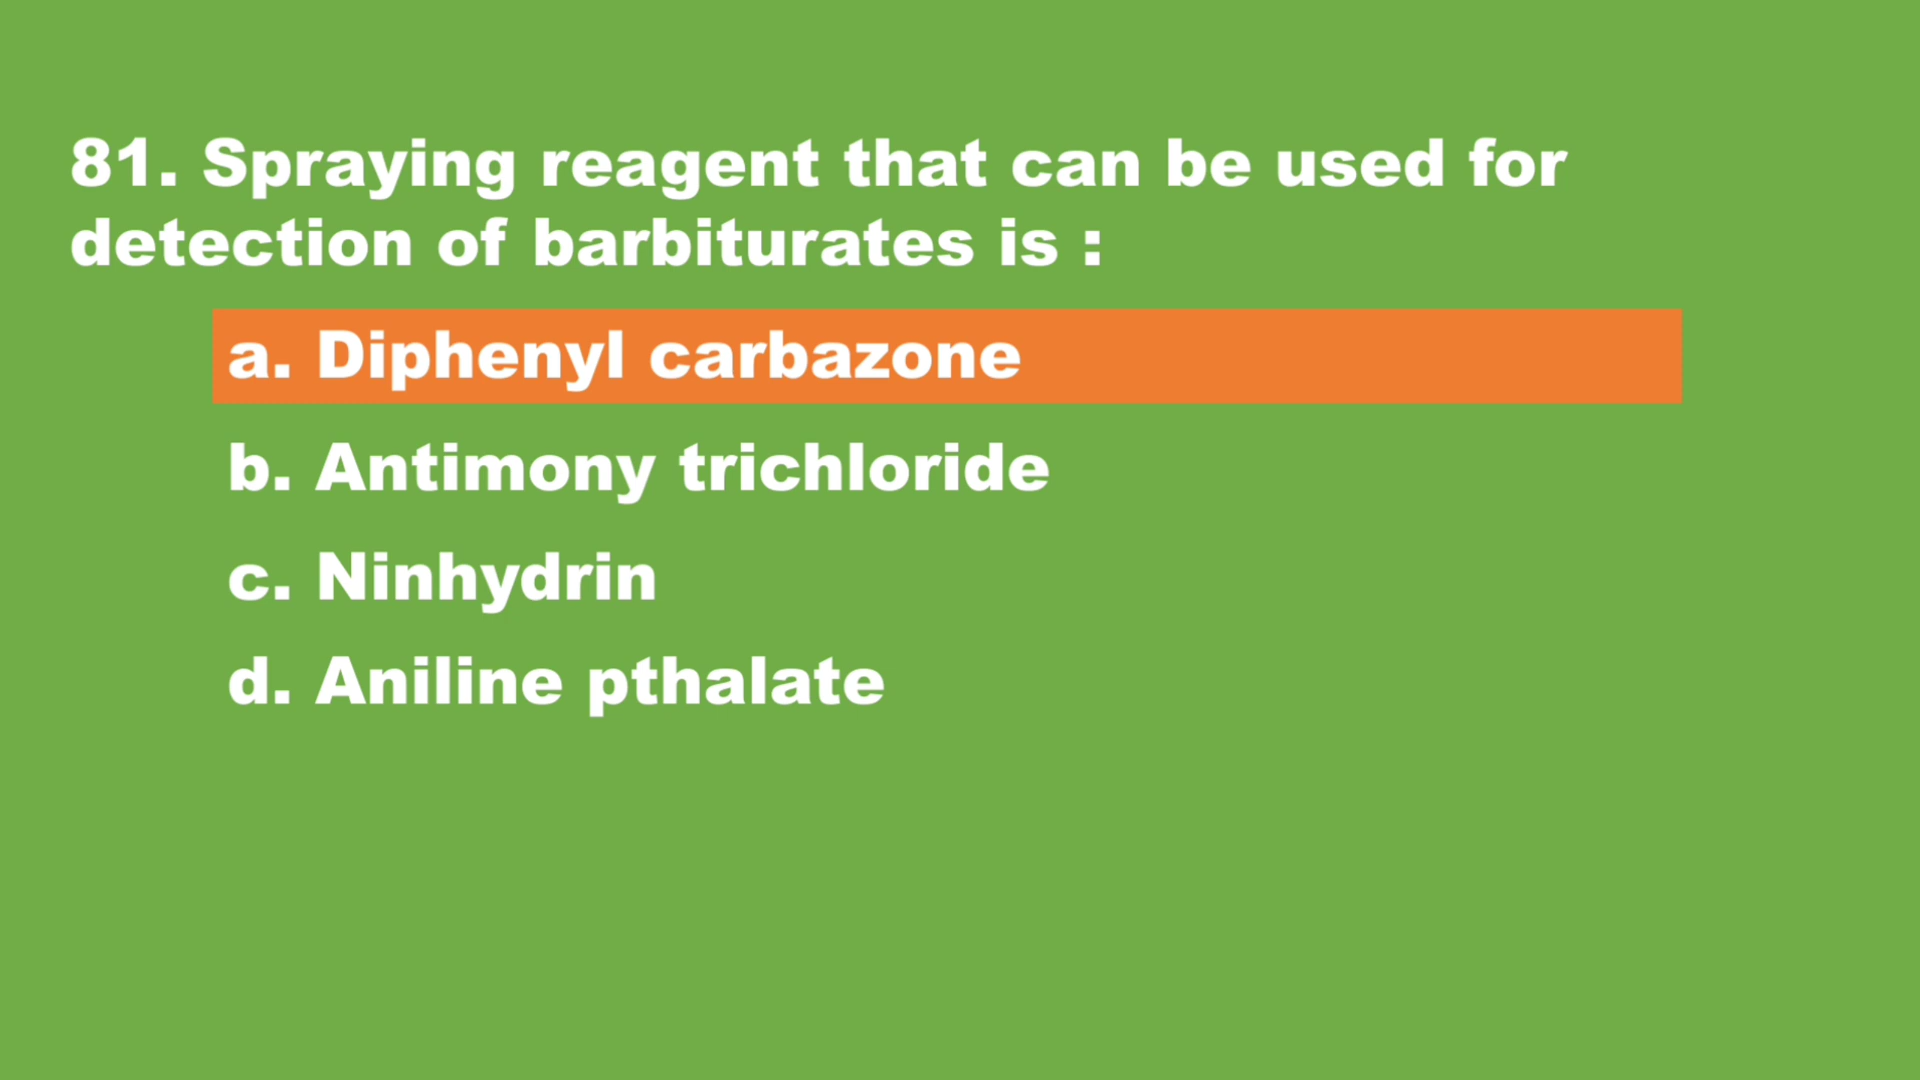 81. Spraying reagent that can be used for
detection of barbiturates is :
a. Diphenyl carbazone
b. Antimony trichloride
c. Ninhydrin
d. Aniline pthalate